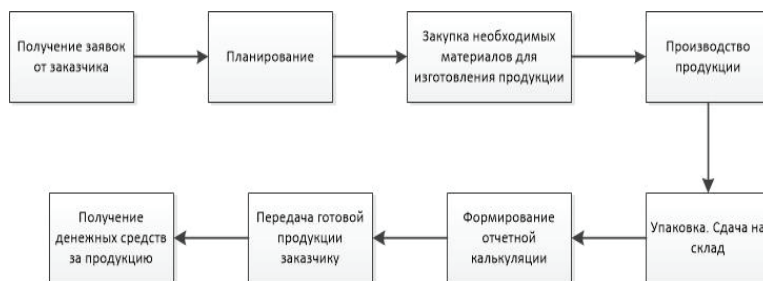 Получение заявок
от заказчика
Планирование
Закупка необходимых
материалов для
изготовления продукции
Производство
продукции
Упаковка. Сдача на
склад
Формирование
отчетной
калькуляции
Передача готовой
продукции
заказчику
Получение
денежных средств
за продукцию